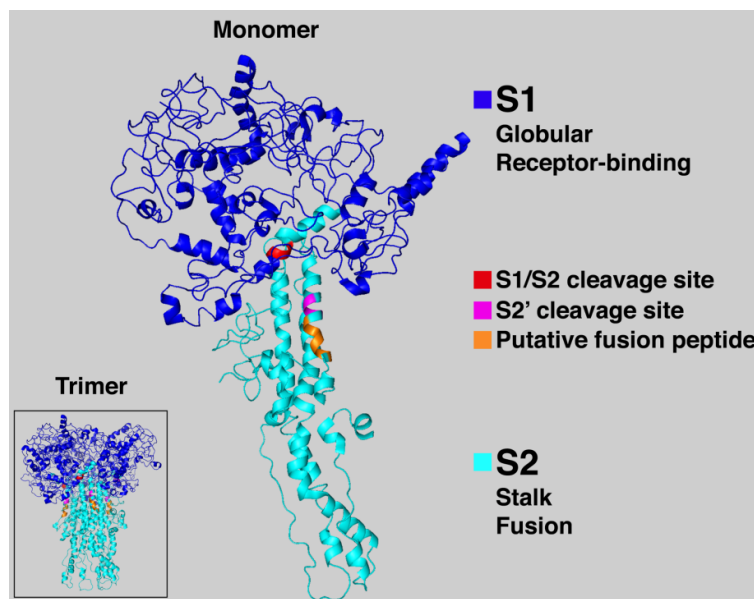 Monomer
S1
Globular
Receptor-binding
S1/S2 cleavage site
S2' cleavage site
Putative fusion peptide
Trimer
S2
Stalk
Fusion